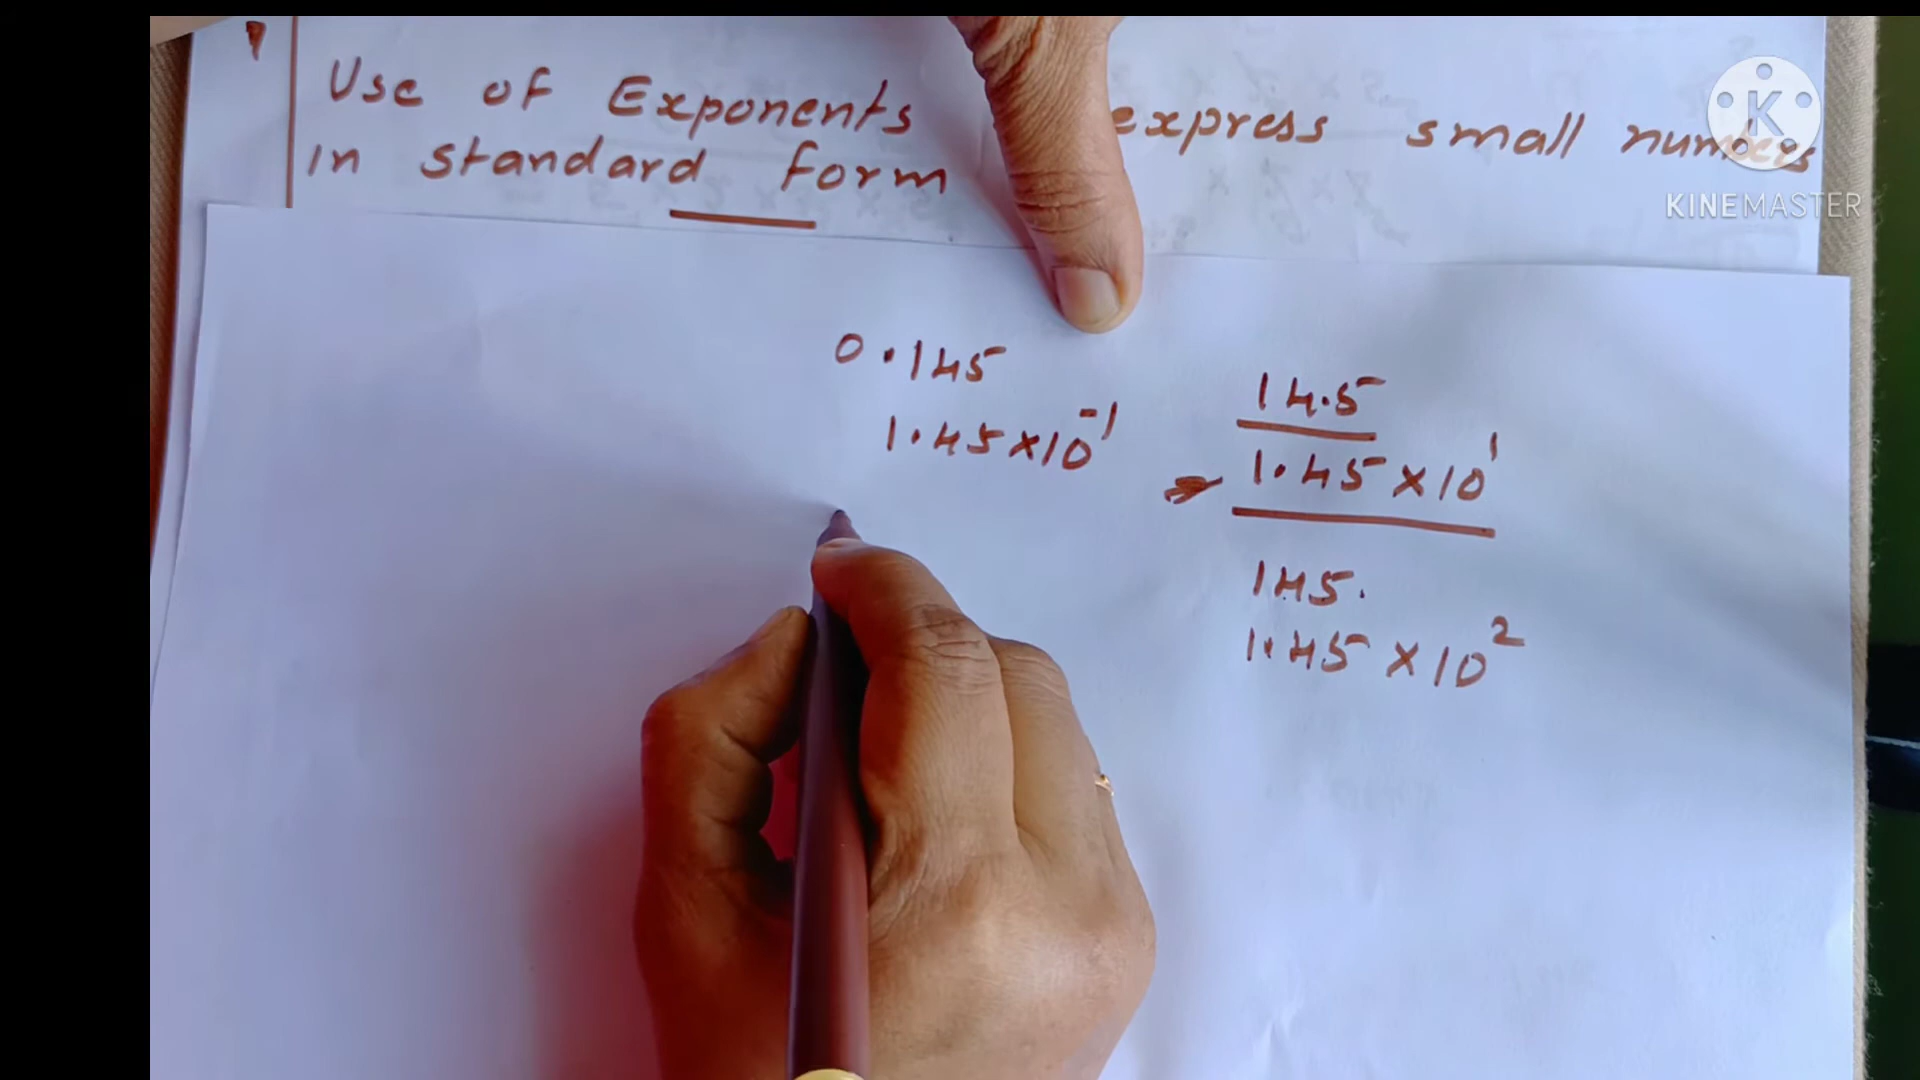 Use of Exponents express small numbers
in standard form
0.145
1.45×10⁻¹
14.5
1.45×10¹
145.
1.45×10²
K
KINEMASTER